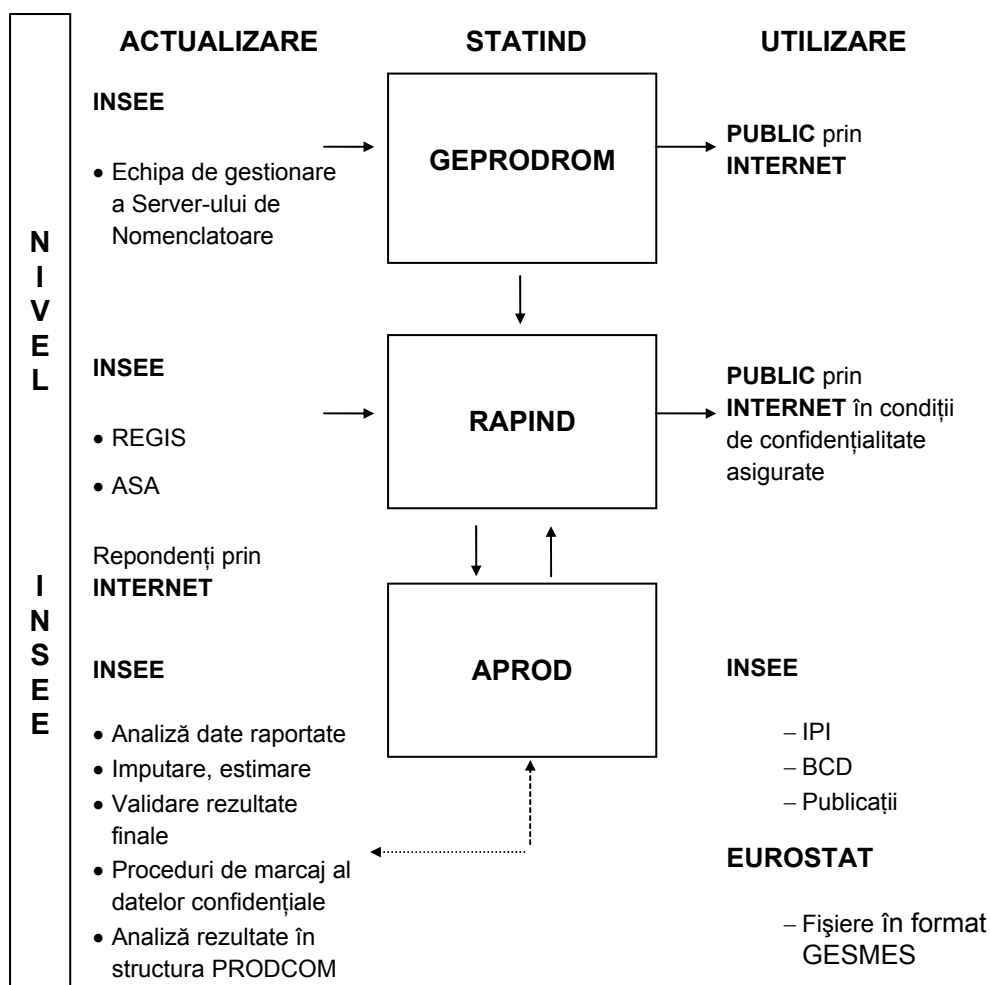 ACTUALIZARE STATIND UTILIZARE
N
I
V
E
L
I
N
S
E
E
INSEE
• Echipa de gestionare
a Server-ului de
Nomenclatoare
GEPRODROM
PUBLIC prin
INTERNET
INSEE
• REGIS
• ASA
Repondenți prin
INTERNET
RAPIND
PUBLIC prin
INTERNET în condiții
de confidențialitate
asigurate
INSEE
• Analiză date raportate
• Imputare, estimare
• Validare rezultate
finale
• Proceduri de marcaj al
datelor confidențiale
• Analiză rezultate în
structura PRODCOM
APROD
INSEE
– IPI
– BCD
– Publicații
EUROSTAT
– Fişiere în format
GESMES